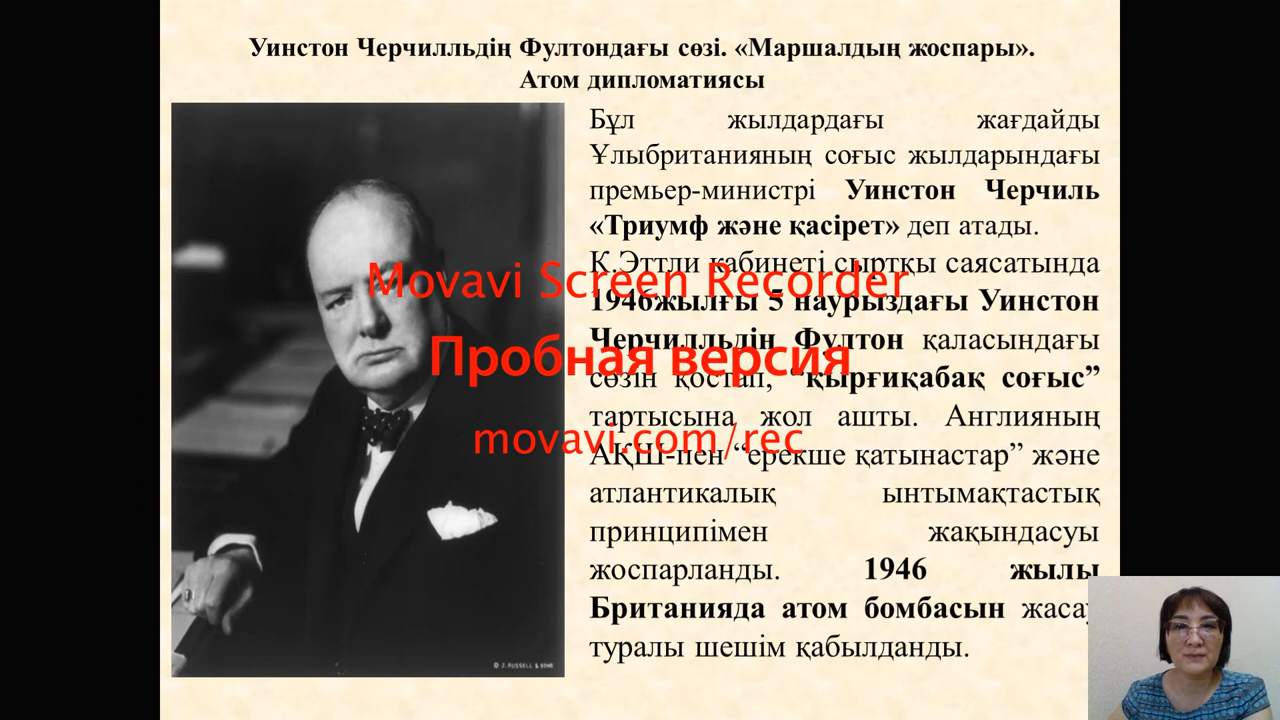 Уинстон Черчилльдің Фултондағы сөзі. «Маршалдың жоспары».
Атом дипломатиясы
Бұл жылдардағы жағдайды
Ұлыбританияның соғыс жылдарындағы
премьер-министрі Уинстон Черчиль
«Триумф және қасірет» деп атады.
К.Эттли кабинеті сыртқы саясатында
1946жылғы 5 наурыздағы Уинстон
Черчилльдің Фултон қаласындағы
сөзін қостап, “қырғиқабақ соғыс”
тартысына жол ашты. Англияның
АҚШ-пен “ерекше қатынастар” және
атлантикалық ынтымақтастық
принципімен жақындасуы
жоспарланды. 1946 жылы
Британияда атом бомбасын жасау
туралы шешім қабылданды.
Movavi Screen Recorder
Пробная версия
movavi.com/rec
© J. RUSSELL & SONS